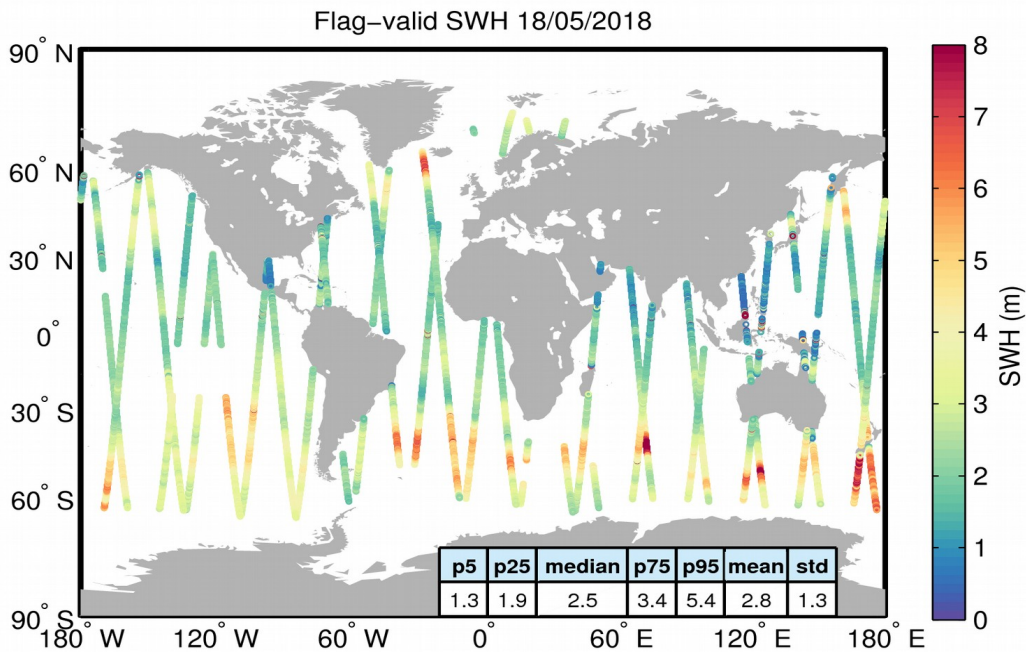 Flag−valid SWH 18/05/2018
90° N
60° N
30° N
0°
30° S
60° S
90° S
180° W
120° W
60° W
0°
60° E
120° E
180° E
8
7
6
5
4
3
2
1
0
SWH (m)
p5 p25 median p75 p95 mean std
1.3 1.9 2.5 3.4 5.4 2.8 1.3